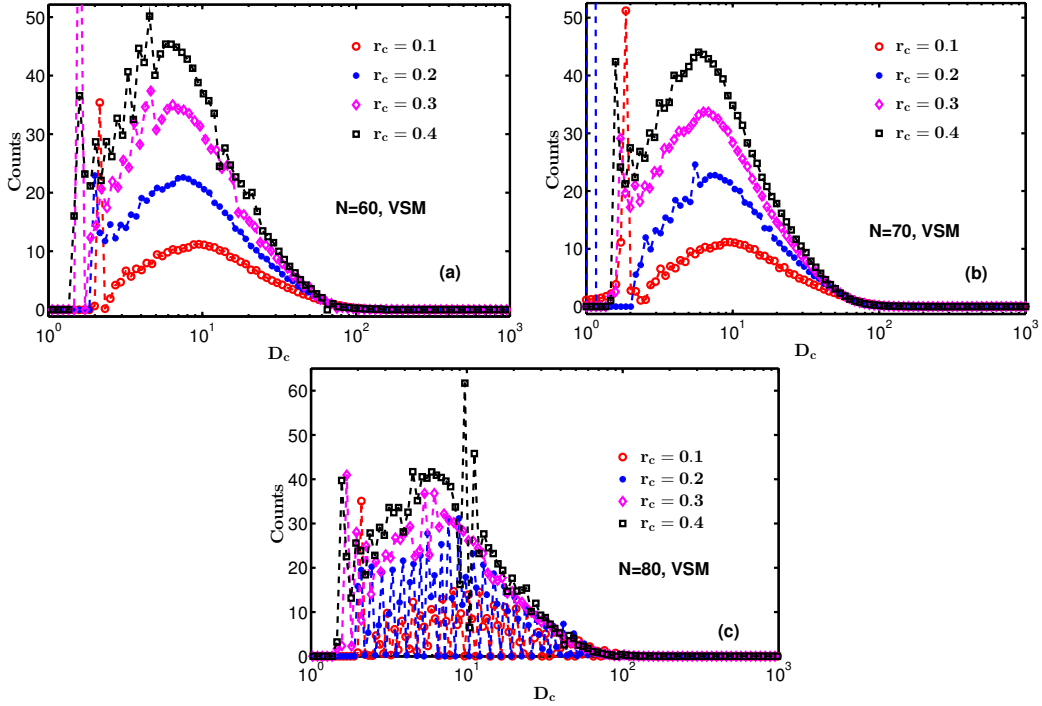 50
40
30
20
10
0
Counts
r_c = 0.1
r_c = 0.2
r_c = 0.3
r_c = 0.4
N=60, VSM
(a)
10^0 10^1 10^2 10^3
D_c
50
40
30
20
10
0
Counts
r_c = 0.1
r_c = 0.2
r_c = 0.3
r_c = 0.4
N=70, VSM
(b)
10^0 10^1 10^2 10^3
D_c
60
50
40
30
20
10
0
Counts
r_c = 0.1
r_c = 0.2
r_c = 0.3
r_c = 0.4
N=80, VSM
(c)
10^0 10^1 10^2 10^3
D_c